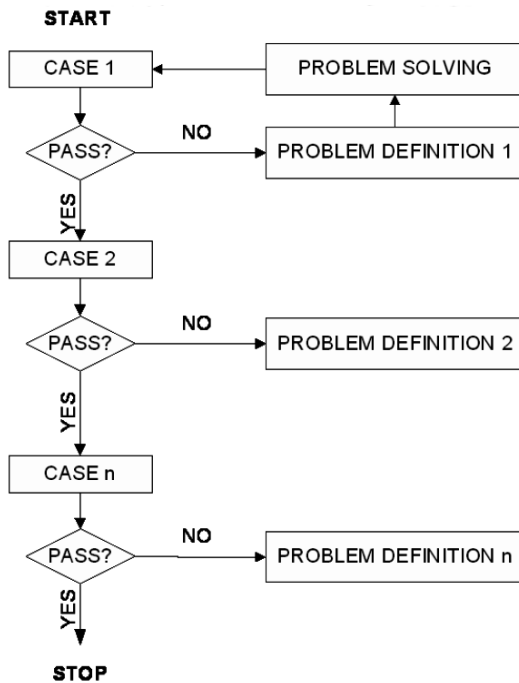 START
CASE 1
PROBLEM SOLVING
PASS?
NO
PROBLEM DEFINITION 1
YES
CASE 2
PASS?
NO
PROBLEM DEFINITION 2
YES
CASE n
PASS?
NO
PROBLEM DEFINITION n
YES
STOP